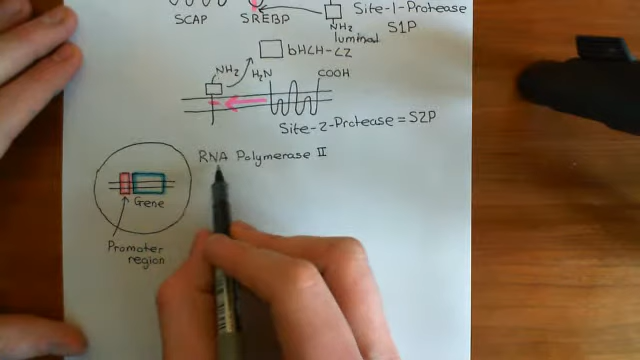 SCAP
SREBP
NH₂
luminal
Site-1-Protease
S1P
bHLH-LZ
NH₂
H₂N
COOH
Site-2-Protease = S2P
RNA Polymerase II
Gene
Promoter
region